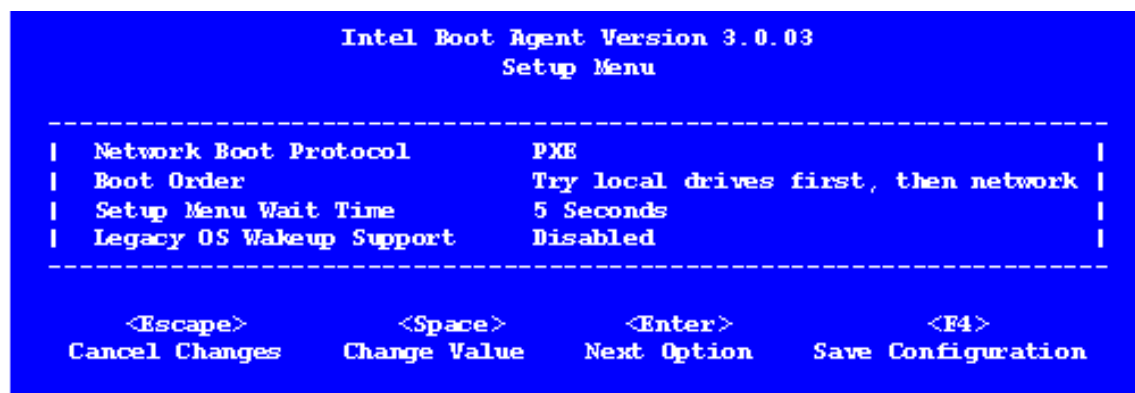 Intel Boot Agent Version 3.0.03
Setup Menu
Network Boot Protocol PXE
Boot Order Try local drives first, then network
Setup Menu Wait Time 5 Seconds
Legacy OS Wakeup Support Disabled
<Escape> <Space> <Enter> <F4>
Cancel Changes Change Value Next Option Save Configuration